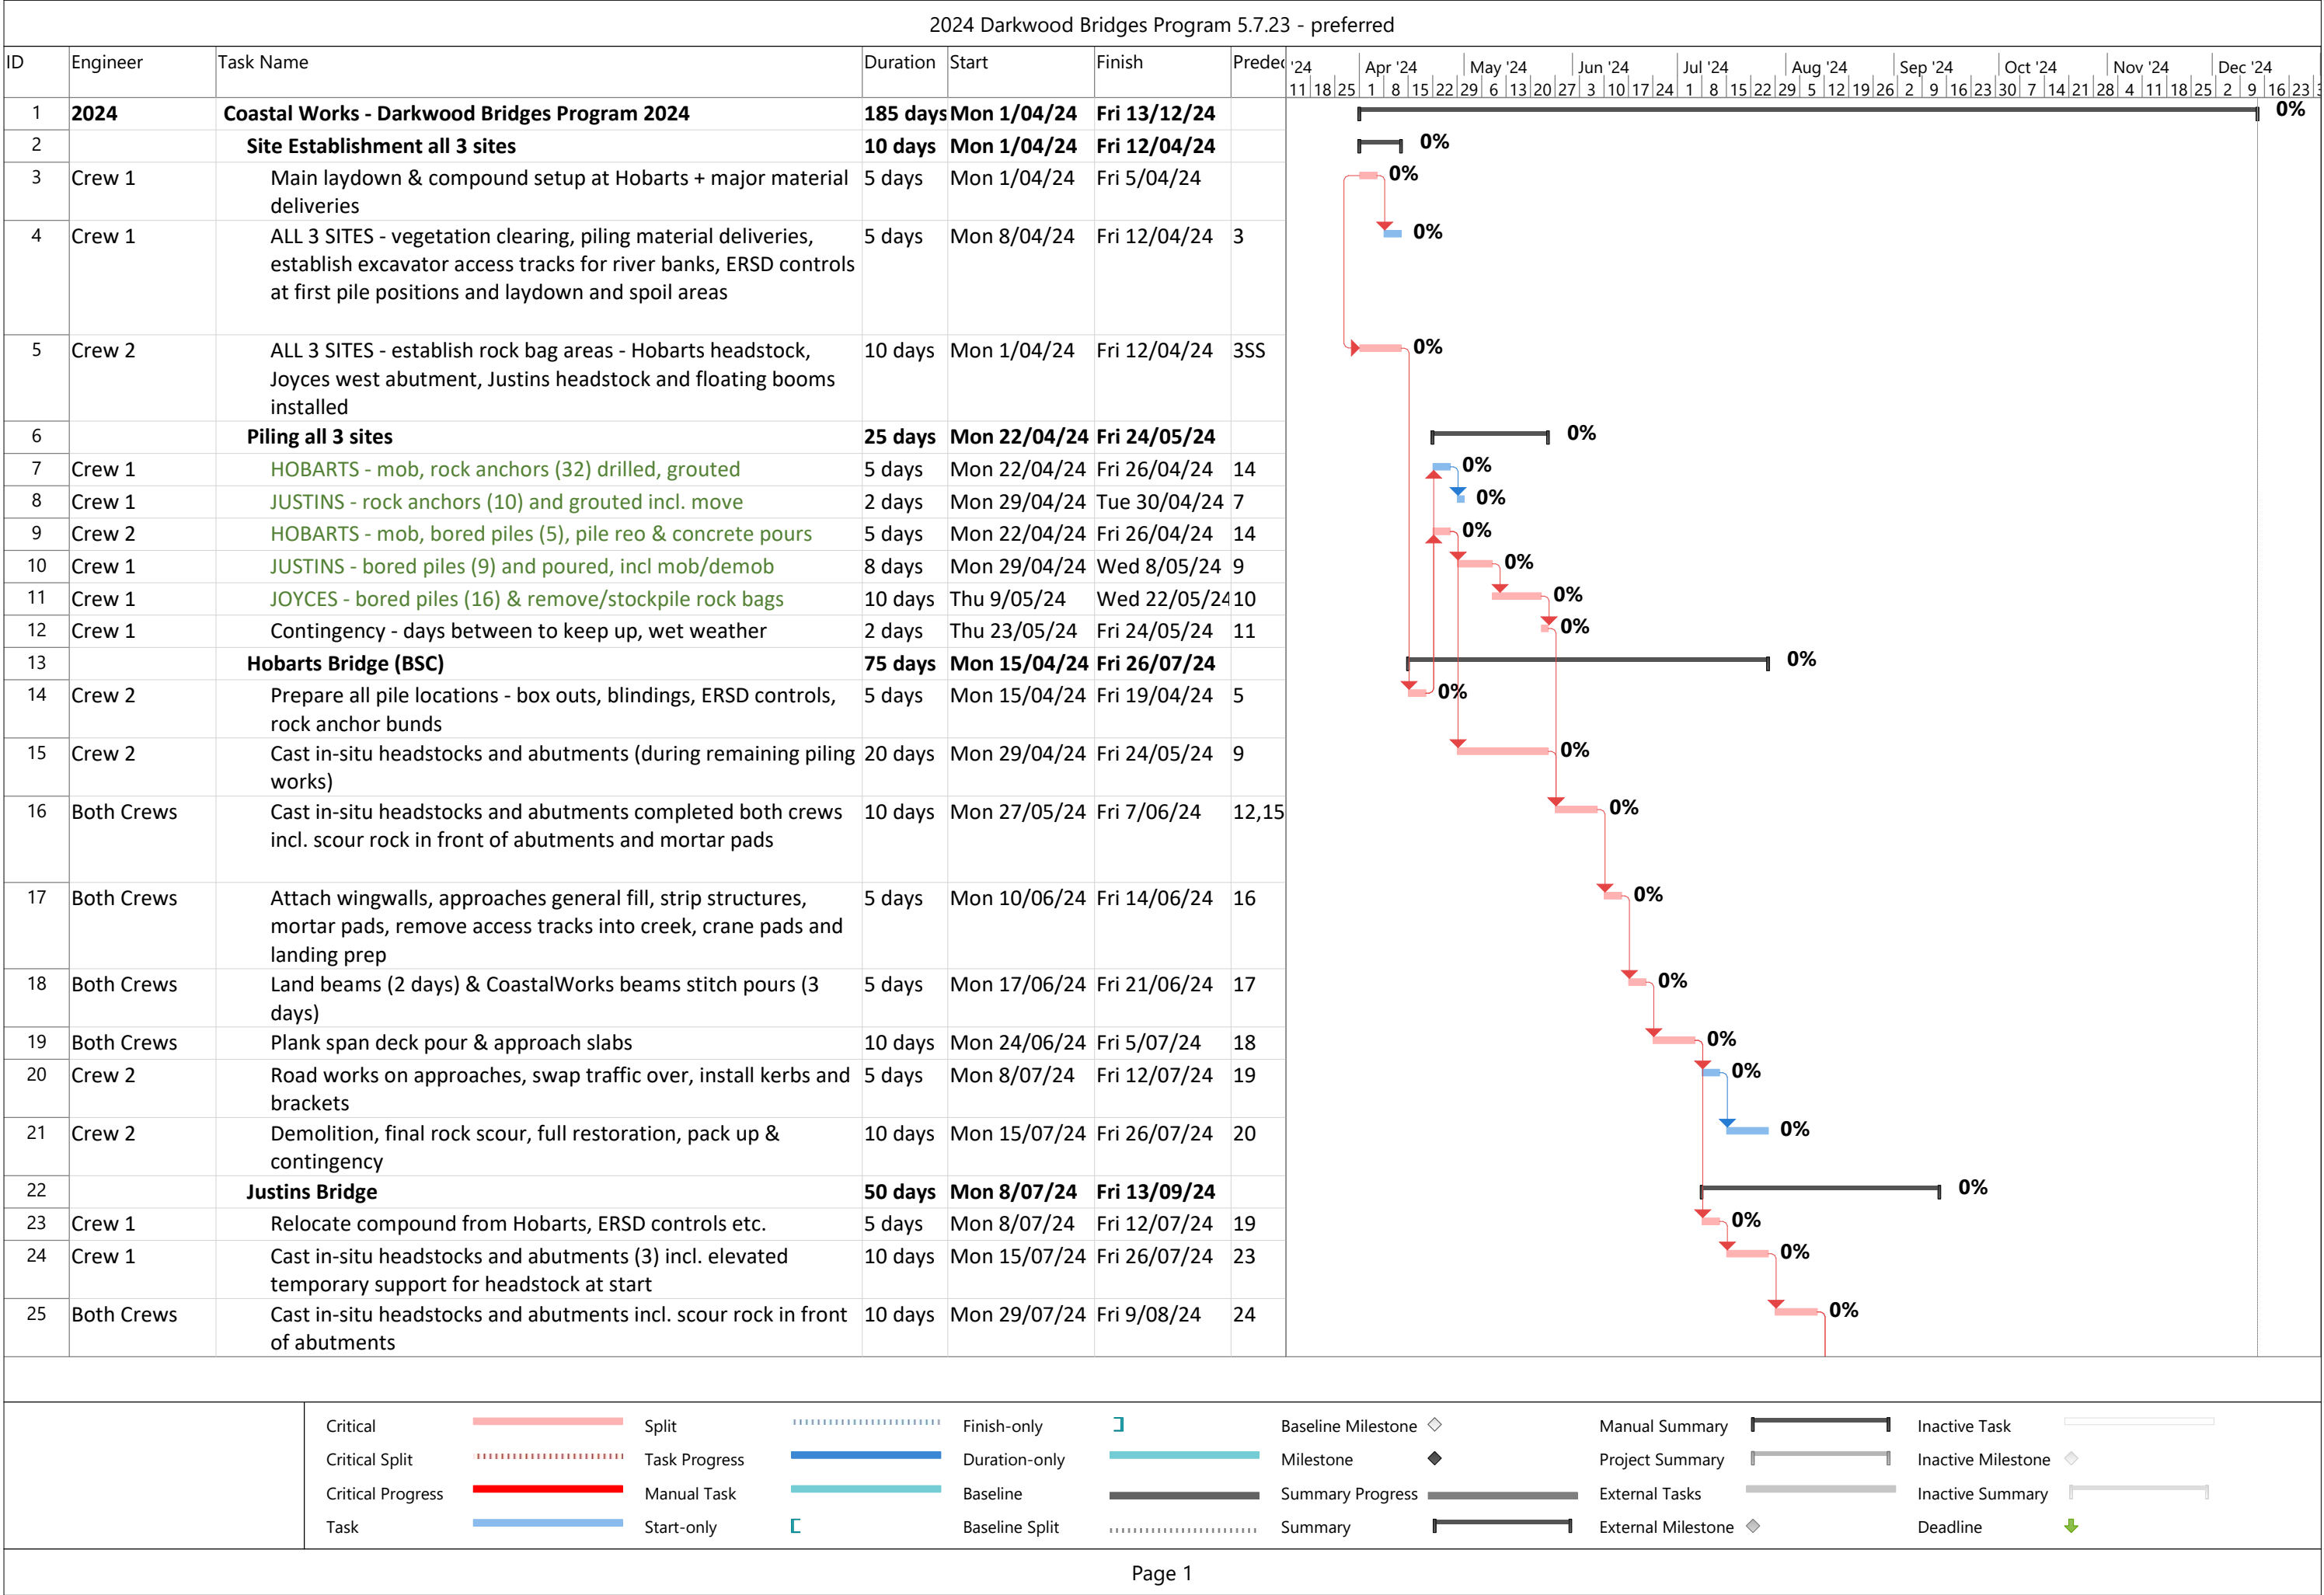 2024 Darkwood Bridges Program 5.7.23 - preferred
ID Engineer Task Name Duration Start Finish Predec
'24 Apr '24 May '24 Jun '24 Jul '24 Aug '24 Sep '24 Oct '24 Nov '24 Dec '24
11 18 25 1 8 15 22 29 6 13 20 27 3 10 17 24 1 8 15 22 29 5 12 19 26 2 9 16 23 30 7 14 21 28 4 11 18 25 2 9 16 23
1 2024 Coastal Works - Darkwood Bridges Program 2024 185 days Mon 1/04/24 Fri 13/12/24 0%
2 Site Establishment all 3 sites 10 days Mon 1/04/24 Fri 12/04/24 0%
3 Crew 1 Main laydown & compound setup at Hobarts + major material 5 days Mon 1/04/24 Fri 5/04/24 0%
deliveries
4 Crew 1 ALL 3 SITES - vegetation clearing, piling material deliveries, 5 days Mon 8/04/24 Fri 12/04/24 3 0%
establish excavator access tracks for river banks, ERSD controls
at first pile positions and laydown and spoil areas
5 Crew 2 ALL 3 SITES - establish rock bag areas - Hobarts headstock, 10 days Mon 1/04/24 Fri 12/04/24 3SS 0%
Joyces west abutment, Justins headstock and floating booms
installed
6 Piling all 3 sites 25 days Mon 22/04/24 Fri 24/05/24 0%
7 Crew 1 HOBARTS - mob, rock anchors (32) drilled, grouted 5 days Mon 22/04/24 Fri 26/04/24 14 0%
8 Crew 1 JUSTINS - rock anchors (10) and grouted incl. move 2 days Mon 29/04/24 Tue 30/04/24 7 0%
9 Crew 2 HOBARTS - mob, bored piles (5), pile reo & concrete pours 5 days Mon 22/04/24 Fri 26/04/24 14 0%
10 Crew 1 JUSTINS - bored piles (9) and poured, incl mob/demob 8 days Mon 29/04/24 Wed 8/05/24 9 0%
11 Crew 1 JOYCES - bored piles (16) & remove/stockpile rock bags 10 days Thu 9/05/24 Wed 22/05/24 10 0%
12 Crew 1 Contingency - days between to keep up, wet weather 2 days Thu 23/05/24 Fri 24/05/24 11 0%
13 Hobarts Bridge (BSC) 75 days Mon 15/04/24 Fri 26/07/24 0%
14 Crew 2 Prepare all pile locations - box outs, blindings, ERSD controls, 5 days Mon 15/04/24 Fri 19/04/24 5 0%
rock anchor bunds
15 Crew 2 Cast in-situ headstocks and abutments (during remaining piling 20 days Mon 29/04/24 Fri 24/05/24 9 0%
works)
16 Both Crews Cast in-situ headstocks and abutments completed both crews 10 days Mon 27/05/24 Fri 7/06/24 12,15 0%
incl. scour rock in front of abutments and mortar pads
17 Both Crews Attach wingwalls, approaches general fill, strip structures, 5 days Mon 10/06/24 Fri 14/06/24 16 0%
mortar pads, remove access tracks into creek, crane pads and
landing prep
18 Both Crews Land beams (2 days) & CoastalWorks beams stitch pours (3 5 days Mon 17/06/24 Fri 21/06/24 17 0%
days)
19 Both Crews Plank span deck pour & approach slabs 10 days Mon 24/06/24 Fri 5/07/24 18 0%
20 Crew 2 Road works on approaches, swap traffic over, install kerbs and 5 days Mon 8/07/24 Fri 12/07/24 19 0%
brackets
21 Crew 2 Demolition, final rock scour, full restoration, pack up & 10 days Mon 15/07/24 Fri 26/07/24 20 0%
contingency
22 Justins Bridge 50 days Mon 8/07/24 Fri 13/09/24 0%
23 Crew 1 Relocate compound from Hobarts, ERSD controls etc. 5 days Mon 8/07/24 Fri 12/07/24 19 0%
24 Crew 1 Cast in-situ headstocks and abutments (3) incl. elevated 10 days Mon 15/07/24 Fri 26/07/24 23 0%
temporary support for headstock at start
25 Both Crews Cast in-situ headstocks and abutments incl. scour rock in front 10 days Mon 29/07/24 Fri 9/08/24 24 0%
of abutments
Critical Split Finish-only Baseline Milestone Manual Summary Inactive Task
Critical Split Task Progress Duration-only Milestone Project Summary Inactive Milestone
Critical Progress Manual Task Baseline Summary Progress External Tasks Inactive Summary
Task Start-only Baseline Split Summary External Milestone Deadline
Page 1